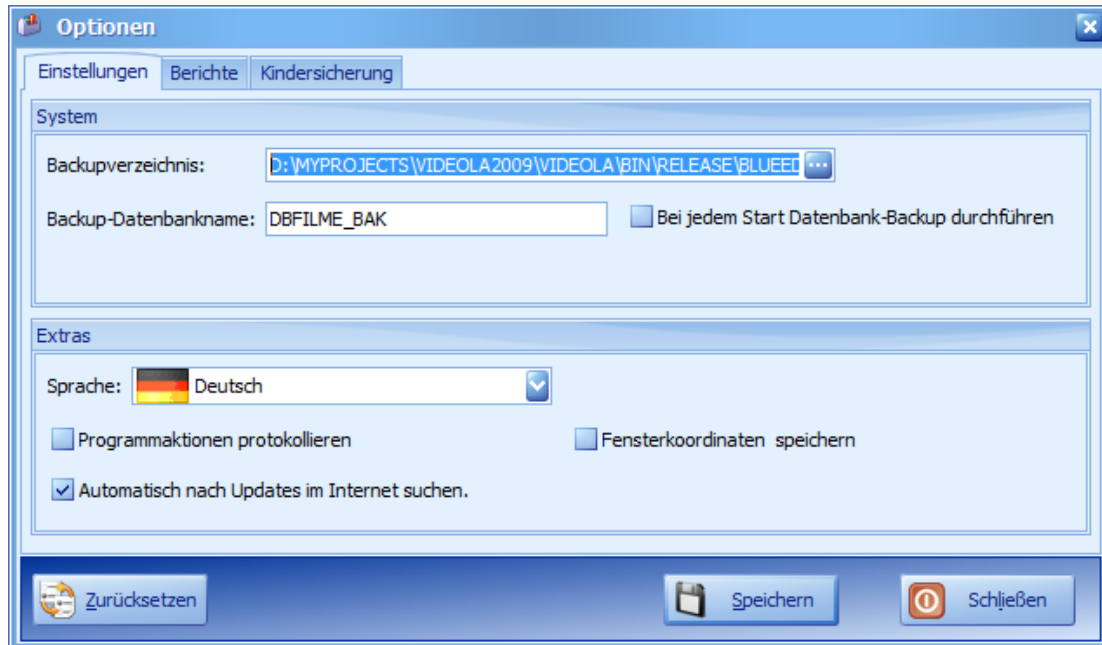 Optionen
Einstellungen Berichte Kindersicherung
System
Backupverzeichnis: D:\MYPROJECTS\VIDEOLA2009\VIDEOLA\BIN\RELEASE\BLUEED ...
Backup-Datenbankname: DBFILME_BAK Bei jedem Start Datenbank-Backup durchführen
Extras
Sprache: Deutsch
Programmaktionen protokollieren Fensterkoordinaten speichern
Automatisch nach Updates im Internet suchen.
Zurücksetzen Speichern Schließen